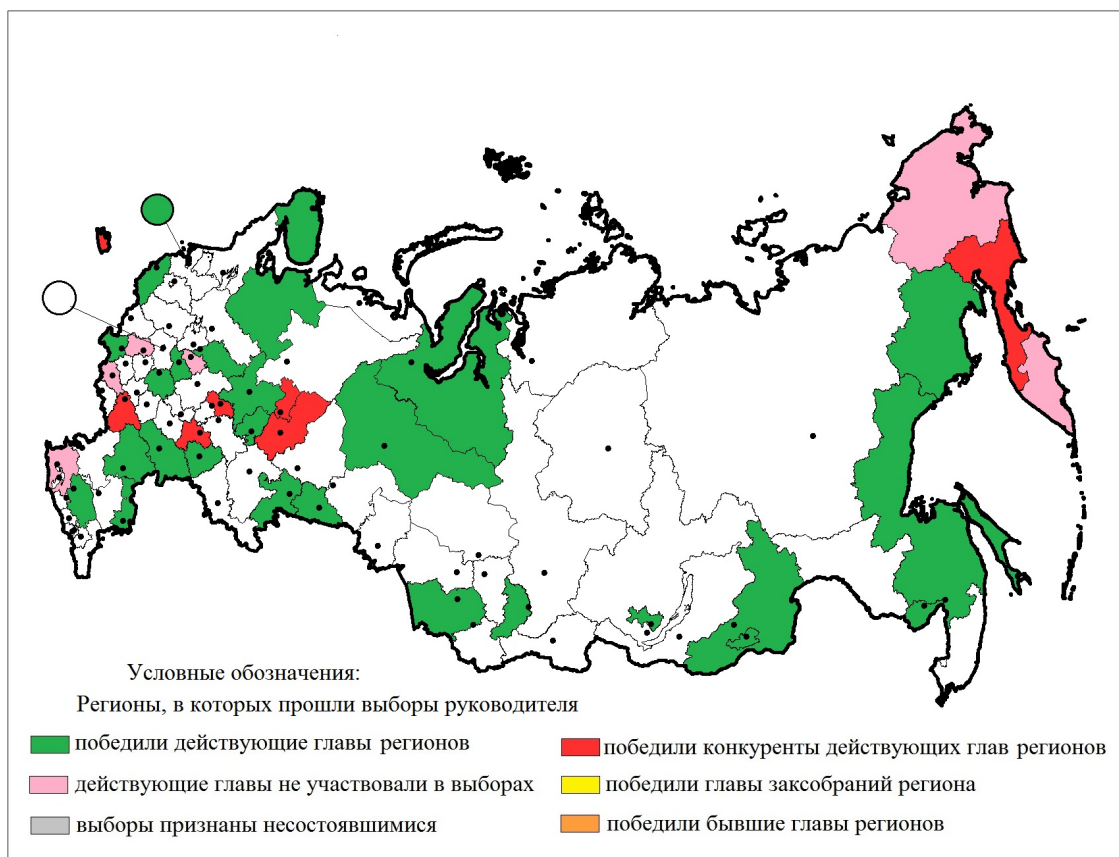 Условные обозначения:
Регионы, в которых прошли выборы руководителя
победили действующие главы регионов
действующие главы не участвовали в выборах
выборы признаны несостоявшимися
победили конкуренты действующих глав регионов
победили главы заксобраний региона
победили бывшие главы регионов